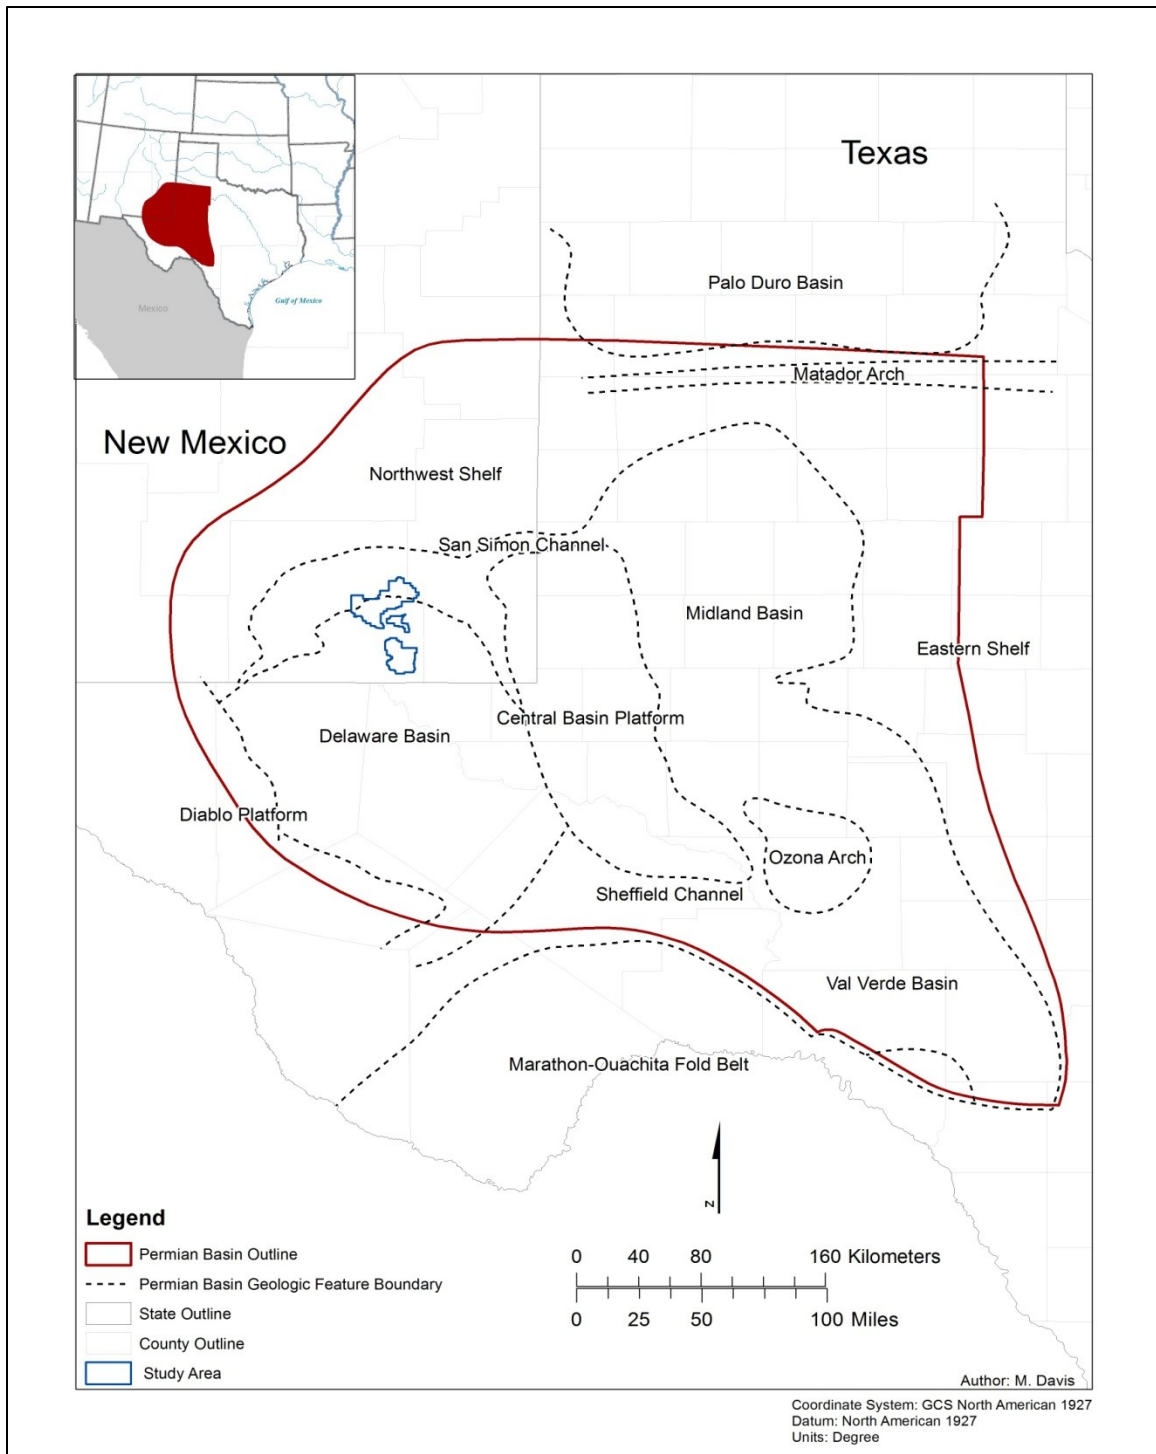 Texas
Mexico
Gulf of Mexico
Palo Duro Basin
Matador Arch
New Mexico
Northwest Shelf
San Simon Channel
Midland Basin
Eastern Shelf
Central Basin Platform
Delaware Basin
Diablo Platform
Ozona Arch
Sheffield Channel
Val Verde Basin
Marathon-Ouachita Fold Belt
N
Legend
Permian Basin Outline
Permian Basin Geologic Feature Boundary
State Outline
County Outline
Study Area
0 40 80 160 Kilometers
0 25 50 100 Miles
Author: M. Davis
Coordinate System: GCS North American 1927
Datum: North American 1927
Units: Degree